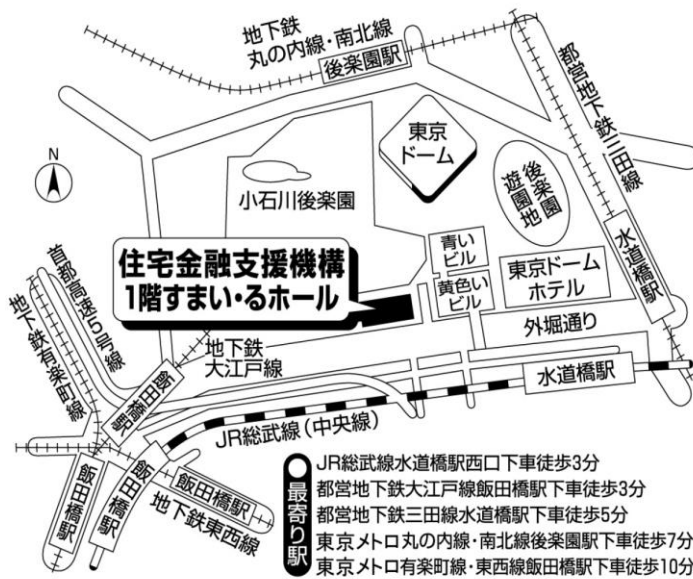 地下鉄
丸の内線・南北線
後楽園駅
都営地下鉄三田線
N
東京
ドーム
小石川後楽園
後楽園
遊園地
水道橋駅
首都高速5号線
地下鉄有楽町線
住宅金融支援機構
1階すまい・るホール
青い
ビル
黄色い
ビル
東京ドーム
ホテル
外堀通り
地下鉄
大江戸線
飯田橋駅
水道橋駅
JR総武線(中央線)
飯田橋駅
飯田橋駅
飯田橋駅
地下鉄東西線
最寄り駅
JR総武線水道橋駅西口下車徒歩3分
都営地下鉄大江戸線飯田橋駅下車徒歩3分
都営地下鉄三田線水道橋駅下車徒歩5分
東京メトロ丸の内線・南北線後楽園駅下車徒歩7分
東京メトロ有楽町線・東西線飯田橋駅下車徒歩10分